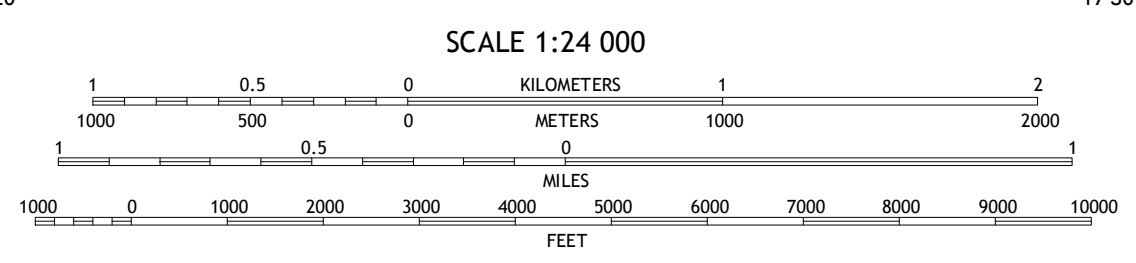 SCALE 1:24 000
1 0.5 0 KILOMETERS 1 2
1000 500 0 METERS 1000 2000
1 0.5 0 1
MILES
1000 0 1000 2000 3000 4000 5000 6000 7000 8000 9000 10000
FEET